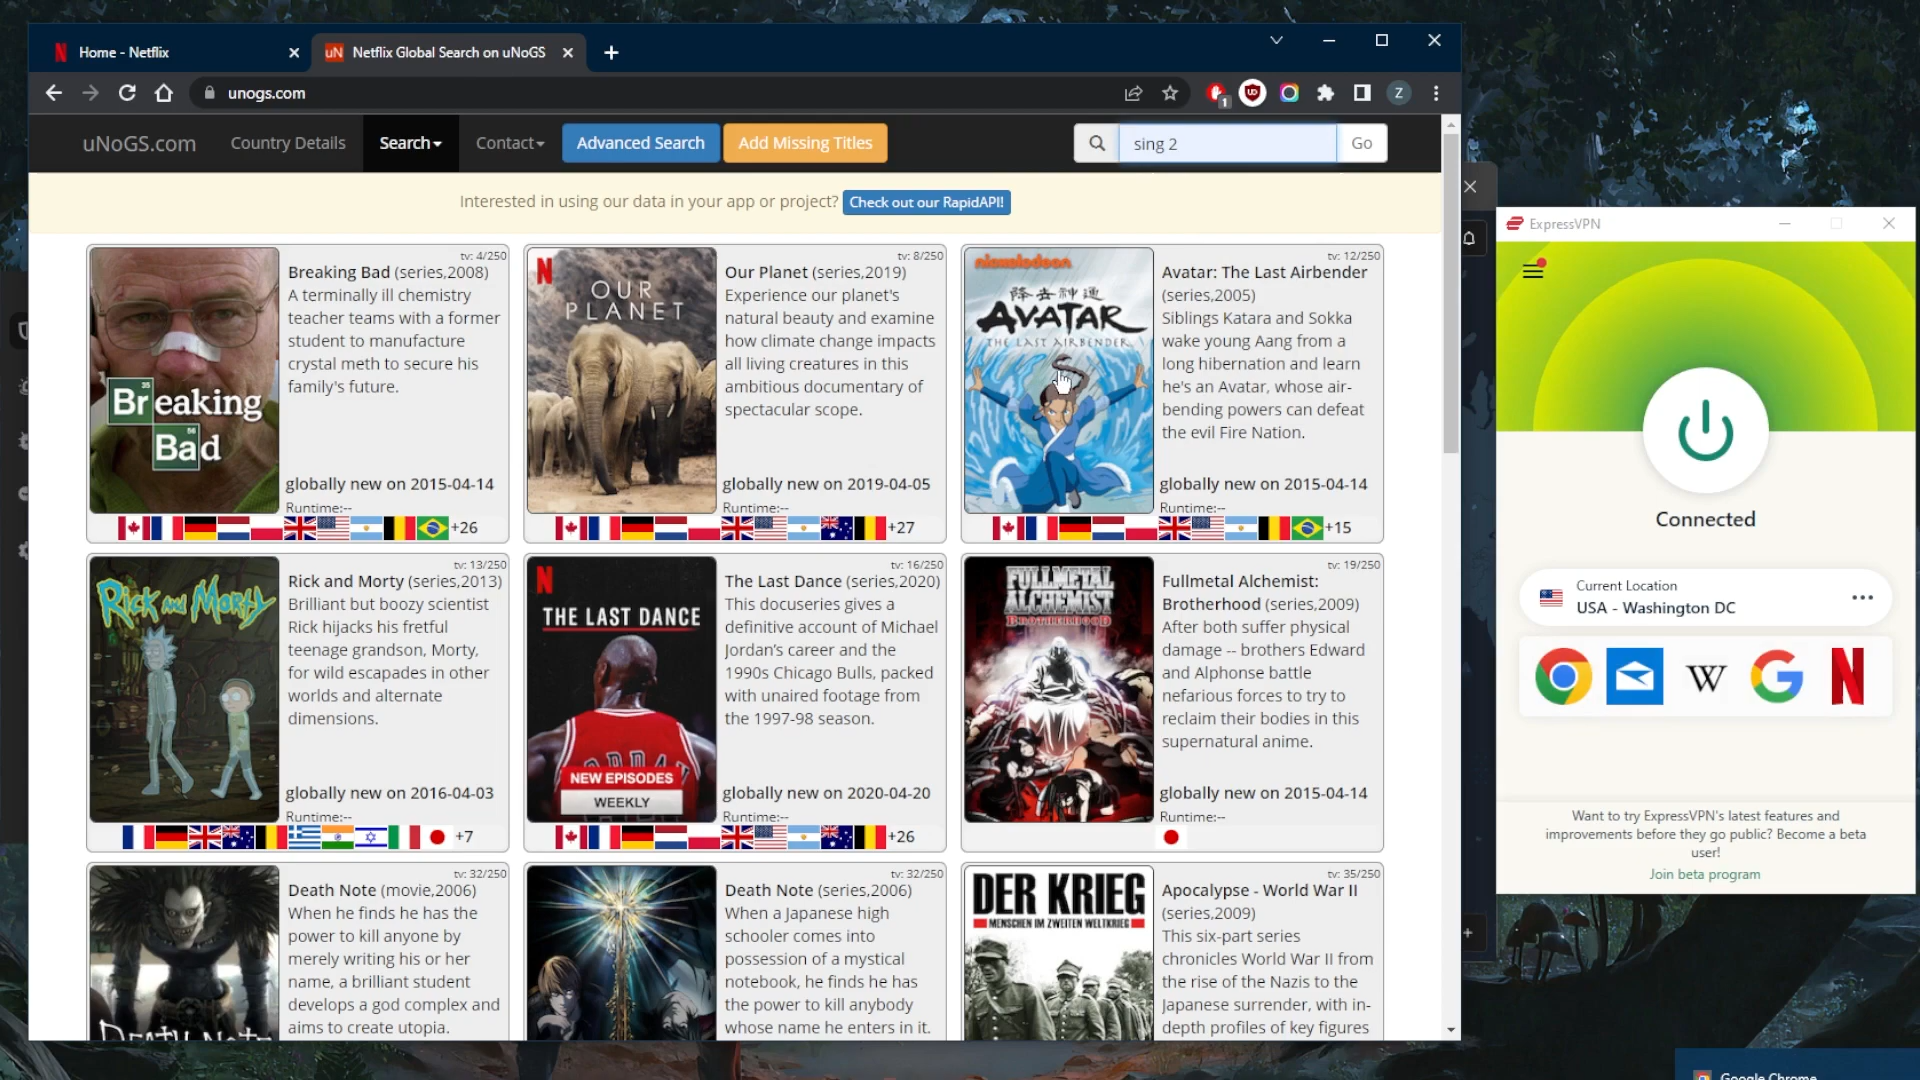 Home - Netflix
uN Netflix Global Search on uNoGS
unogs.com
1
Z
uNoGS.com Country Details Search Contact Advanced Search Add Missing Titles sing 2 Go
Interested in using our data in your app or project? Check out our RapidAPI!
tv: 4/250
Breaking Bad (series,2008)
A terminally ill chemistry
teacher teams with a former
student to manufacture
crystal meth to secure his
family's future.
35
Breaking
56
Bad
globally new on 2015-04-14
Runtime:--
+26
tv: 8/250
Our Planet (series,2019)
Experience our planet's
natural beauty and examine
how climate change impacts
all living creatures in this
ambitious documentary of
spectacular scope.
N
OUR
PLANET
globally new on 2019-04-05
Runtime:--
+27
tv: 12/250
Avatar: The Last Airbender
(series,2005)
Siblings Katara and Sokka
wake young Aang from a
long hibernation and learn
he's an Avatar, whose air-
bending powers can defeat
the evil Fire Nation.
nickelodeon
降去神通
AVATAR
THE LAST AIRBENDER
globally new on 2015-04-14
Runtime:--
+15
tv: 13/250
Rick and Morty (series,2013)
Brilliant but boozy scientist
Rick hijacks his fretful
teenage grandson, Morty,
for wild escapades in other
worlds and alternate
dimensions.
Rick and Morty
globally new on 2016-04-03
Runtime:--
+7
tv: 16/250
The Last Dance (series,2020)
This docuseries gives a
definitive account of Michael
Jordan's career and the
1990s Chicago Bulls, packed
with unaired footage from
the 1997-98 season.
N
THE LAST DANCE
NEW EPISODES
WEEKLY
globally new on 2020-04-20
Runtime:--
+26
tv: 19/250
Fullmetal Alchemist:
Brotherhood (series,2009)
After both suffer physical
damage -- brothers Edward
and Alphonse battle
nefarious forces to try to
reclaim their bodies in this
supernatural anime.
FULLMETAL
ALCHEMIST
BROTHERHOOD
globally new on 2015-04-14
Runtime:--
tv: 32/250
Death Note (movie,2006)
When he finds he has the
power to kill anyone by
merely writing his or her
name, a brilliant student
develops a god complex and
aims to create utopia.
DEATH NOTE
tv: 32/250
Death Note (series,2006)
When a Japanese high
schooler comes into
possession of a mystical
notebook, he finds he has
the power to kill anybody
whose name he enters in it.
tv: 35/250
Apocalypse - World War II
(series,2009)
This six-part series
chronicles World War II from
the rise of the Nazis to the
Japanese surrender, with in-
depth profiles of key figures
DER KRIEG
MENSCHEN IM ZWEITEN WELTKRIEG
ExpressVPN
Connected
Current Location
USA - Washington DC
W
Want to try ExpressVPN's latest features and
improvements before they go public? Become a beta
user!
Join beta program
Google Chrome